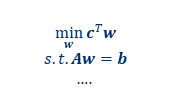 min c^T w
w
s.t. Aw = b
....